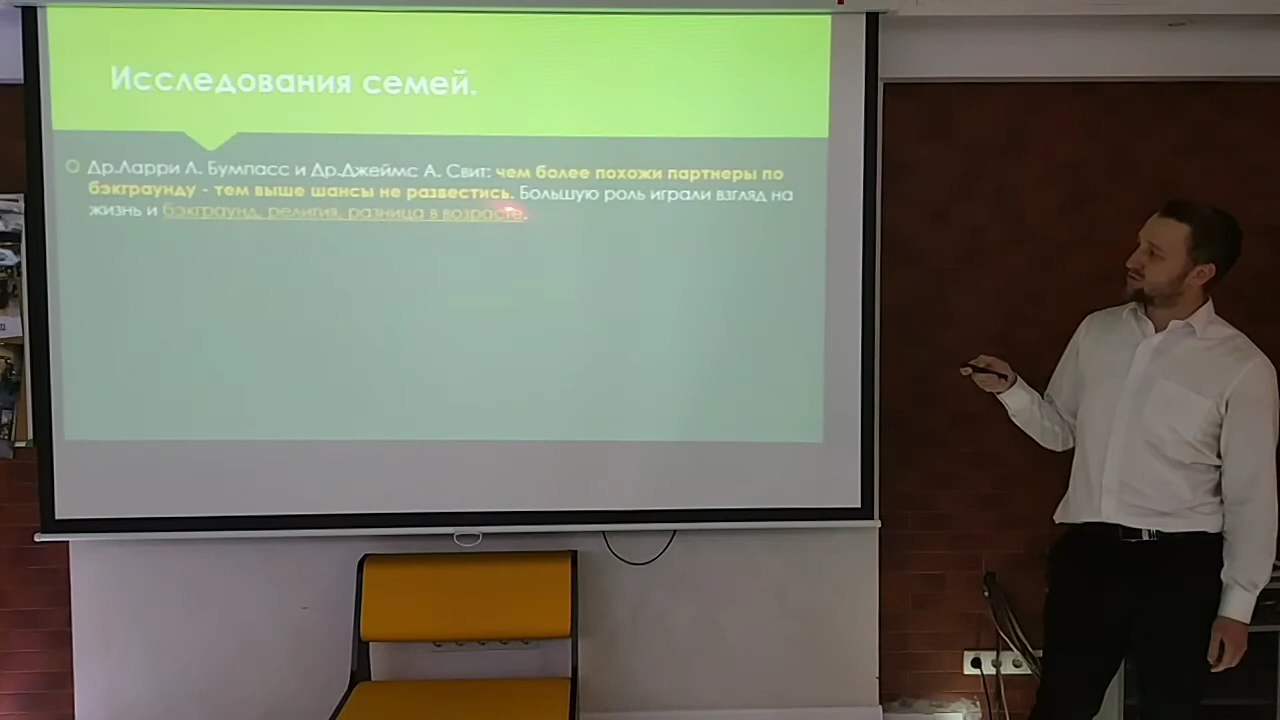 Исследования семей.
Др.Ларри Л. Бумпасс и Др.Джеймс А. Свит: чем более похожи партнеры по
бэкграунду - тем выше шансы не развестись. Большую роль играли взгляд на
жизнь и бэкграунд, религия, разница в возрасте.